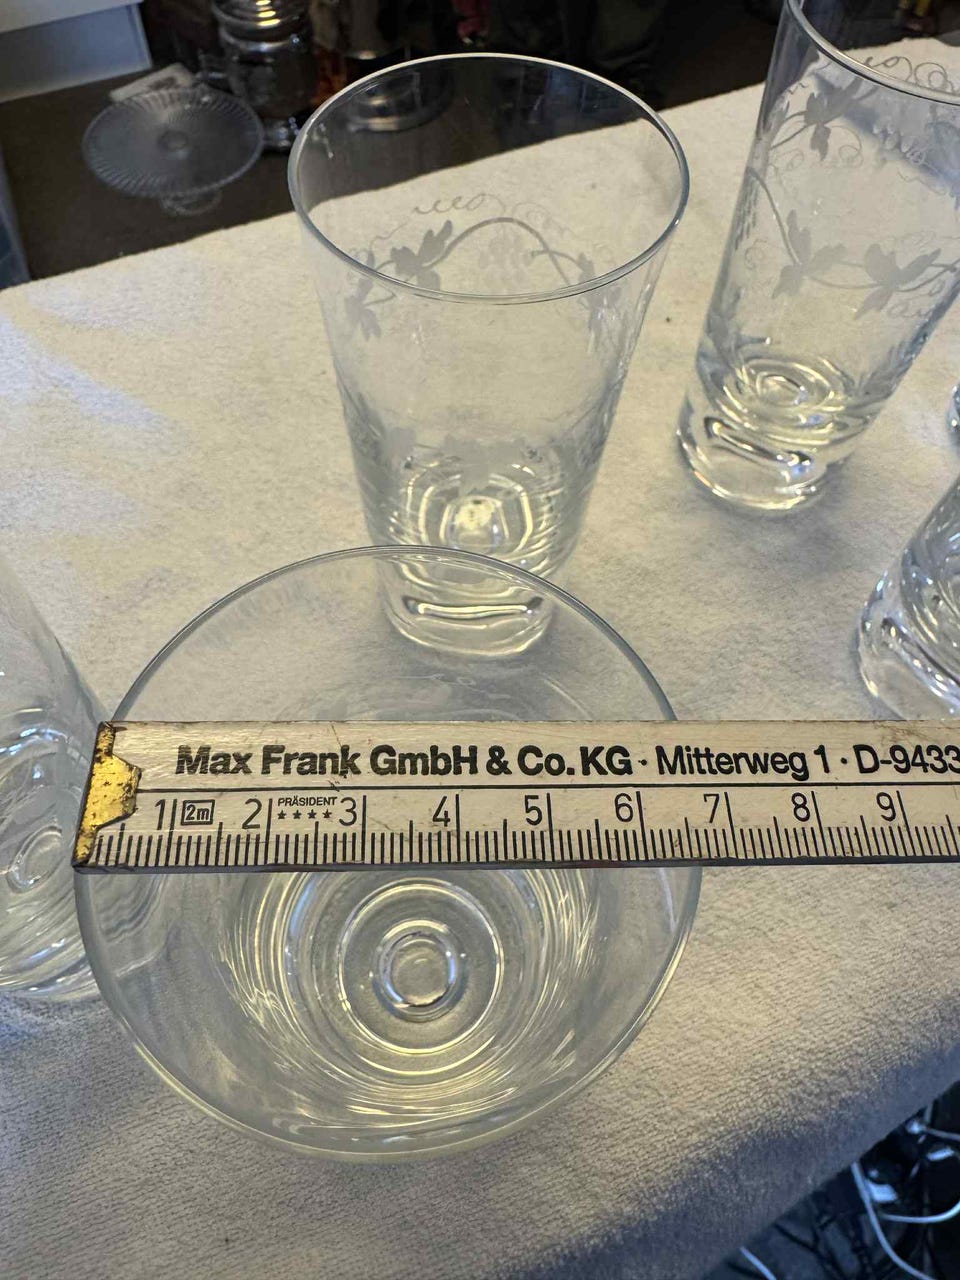 Max Frank GmbH & Co. KG · Mitterweg 1 · D-9433
1 2m 2 PRÄSIDENT 3 4 5 6 7 8 9
★★★★